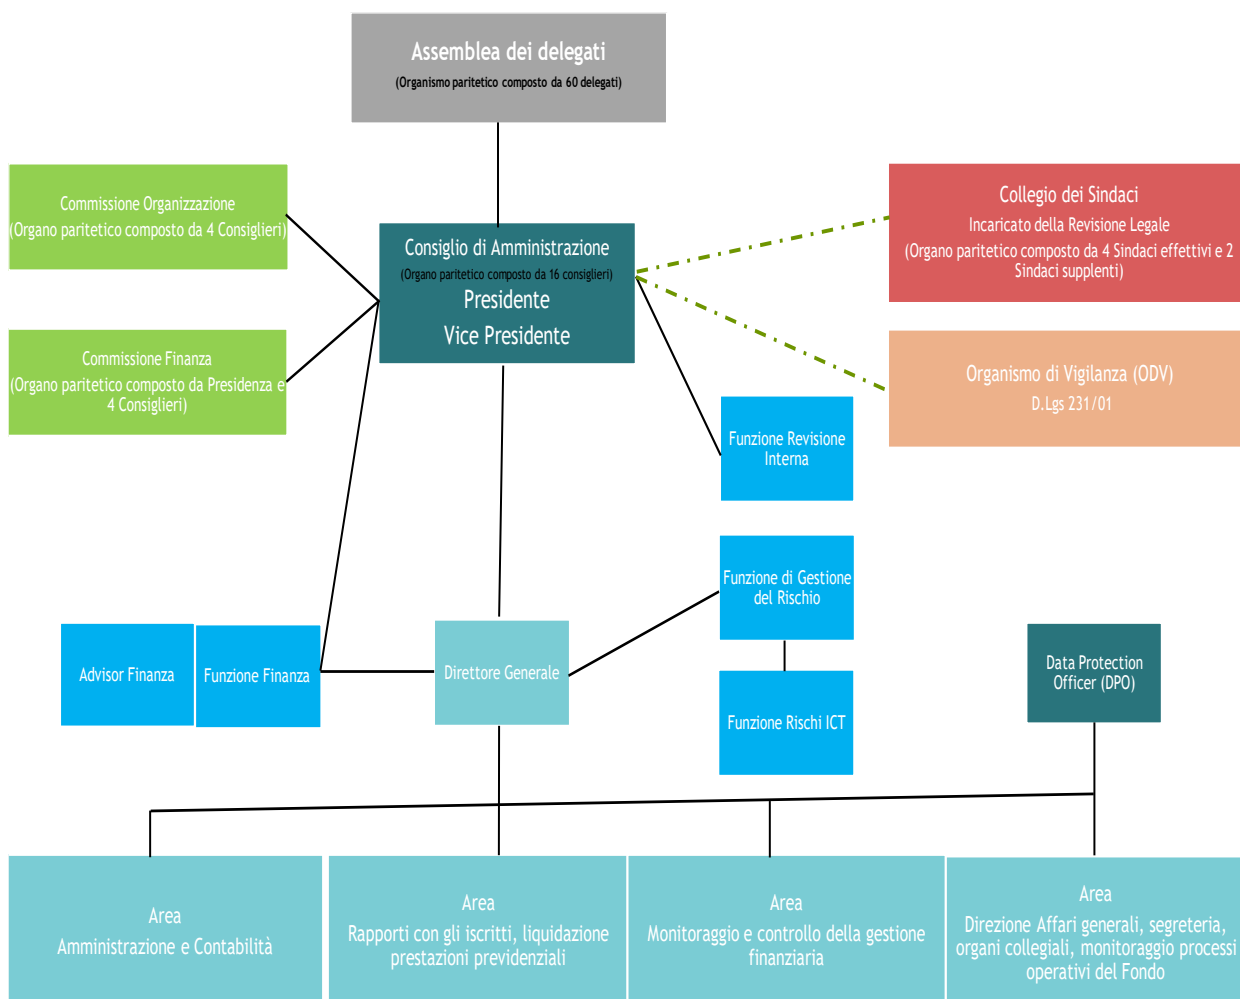 Assemblea dei delegati
(Organismo paritetico composto da 60 delegati)
Commissione Organizzazione
(Organo paritetico composto da 4 Consiglieri)
Collegio dei Sindaci
Incaricato della Revisione Legale
(Organo paritetico composto da 4 Sindaci effettivi e 2
Sindaci supplenti)
Consiglio di Amministrazione
(Organo paritetico composto da 16 consiglieri)
Presidente
Vice Presidente
Commissione Finanza
(Organo paritetico composto da Presidenza e
4 Consiglieri)
Organismo di Vigilanza (ODV)
D.Lgs 231/01
Funzione Revisione
Interna
Funzione di Gestione
del Rischio
Advisor Finanza
Funzione Finanza
Direttore Generale
Data Protection
Officer (DPO)
Funzione Rischi ICT
Area
Amministrazione e Contabilità
Area
Rapporti con gli iscritti, liquidazione
prestazioni previdenziali
Area
Monitoraggio e controllo della gestione
finanziaria
Area
Direzione Affari generali, segreteria,
organi collegiali, monitoraggio processi
operativi del Fondo